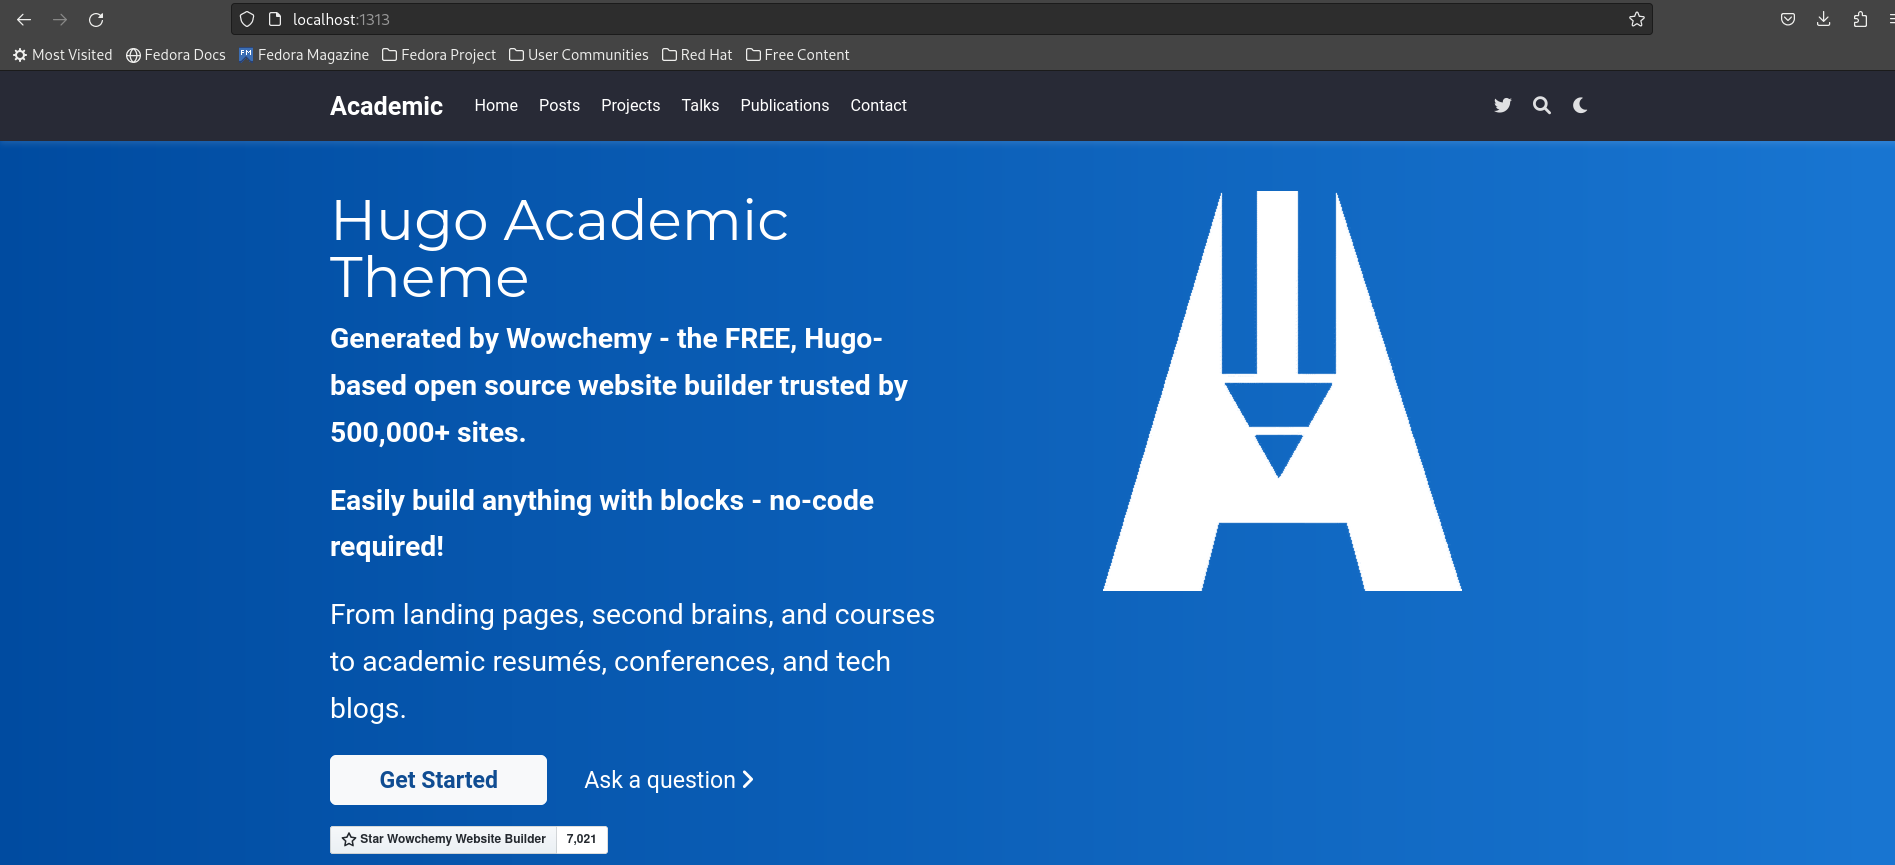 localhost:1313
Most Visited Fedora Docs Fedora Magazine Fedora Project User Communities Red Hat Free Content
Academic Home Posts Projects Talks Publications Contact
Hugo Academic
Theme
Generated by Wowchemy - the FREE, Hugo-
based open source website builder trusted by
500,000+ sites.
Easily build anything with blocks - no-code
required!
From landing pages, second brains, and courses
to academic resumés, conferences, and tech
blogs.
Get Started Ask a question
Star Wowchemy Website Builder 7,021